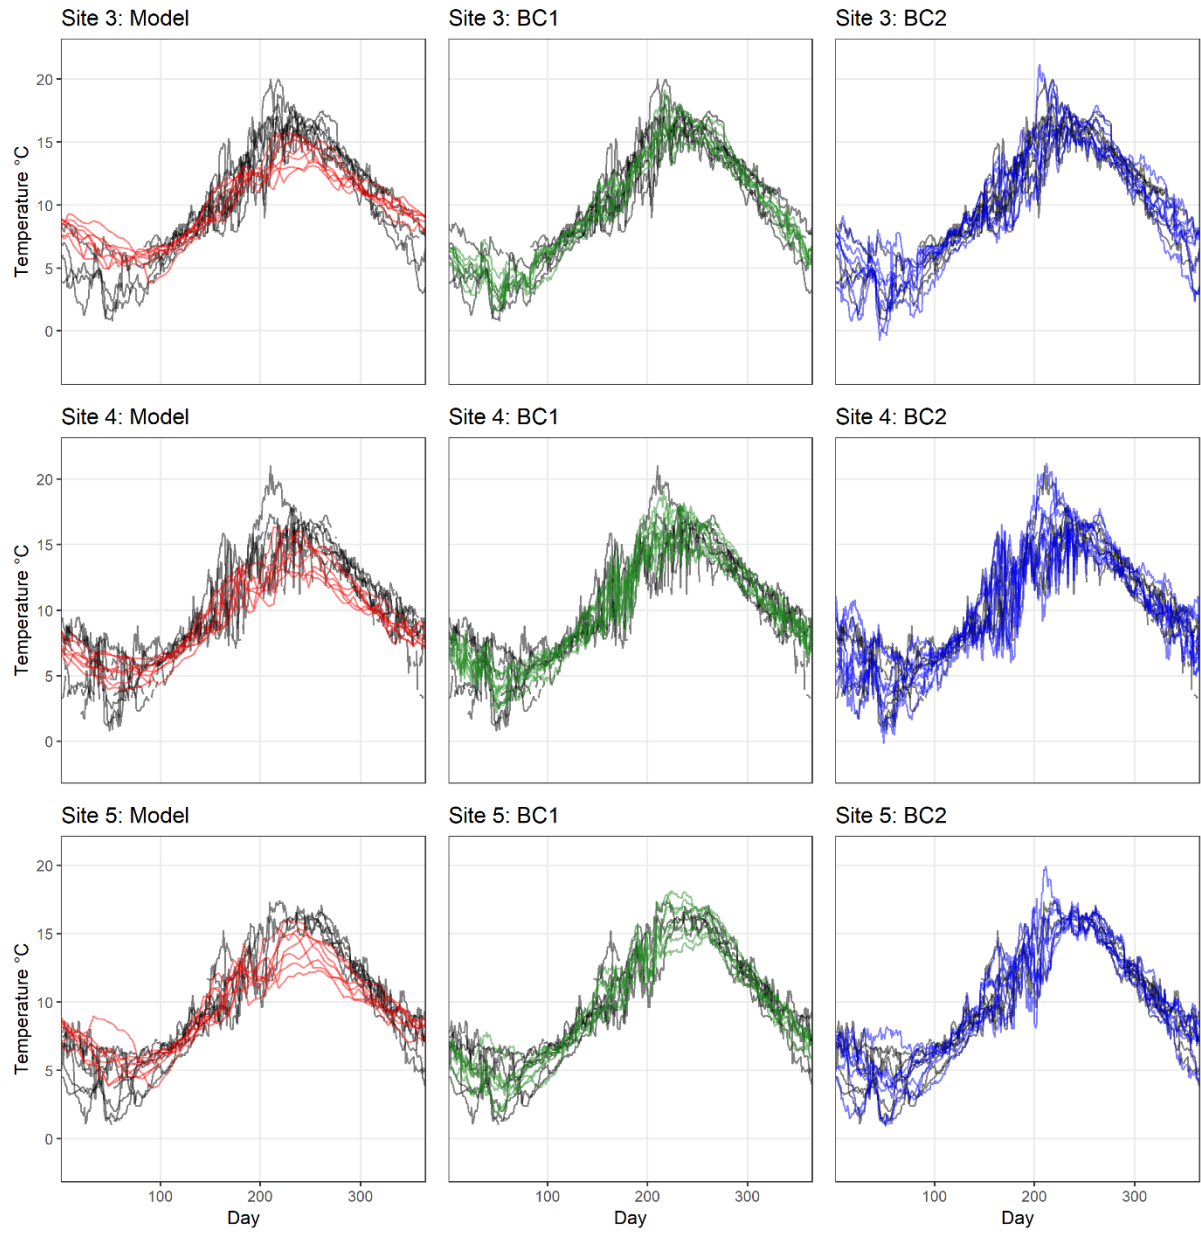 Site 3: Model Site 3: BC1 Site 3: BC2
20
15
10
5
0
Temperature °C
Site 4: Model Site 4: BC1 Site 4: BC2
20
15
10
5
0
Temperature °C
Site 5: Model Site 5: BC1 Site 5: BC2
20
15
10
5
0
Temperature °C
100 200 300 100 200 300 100 200 300
Day Day Day